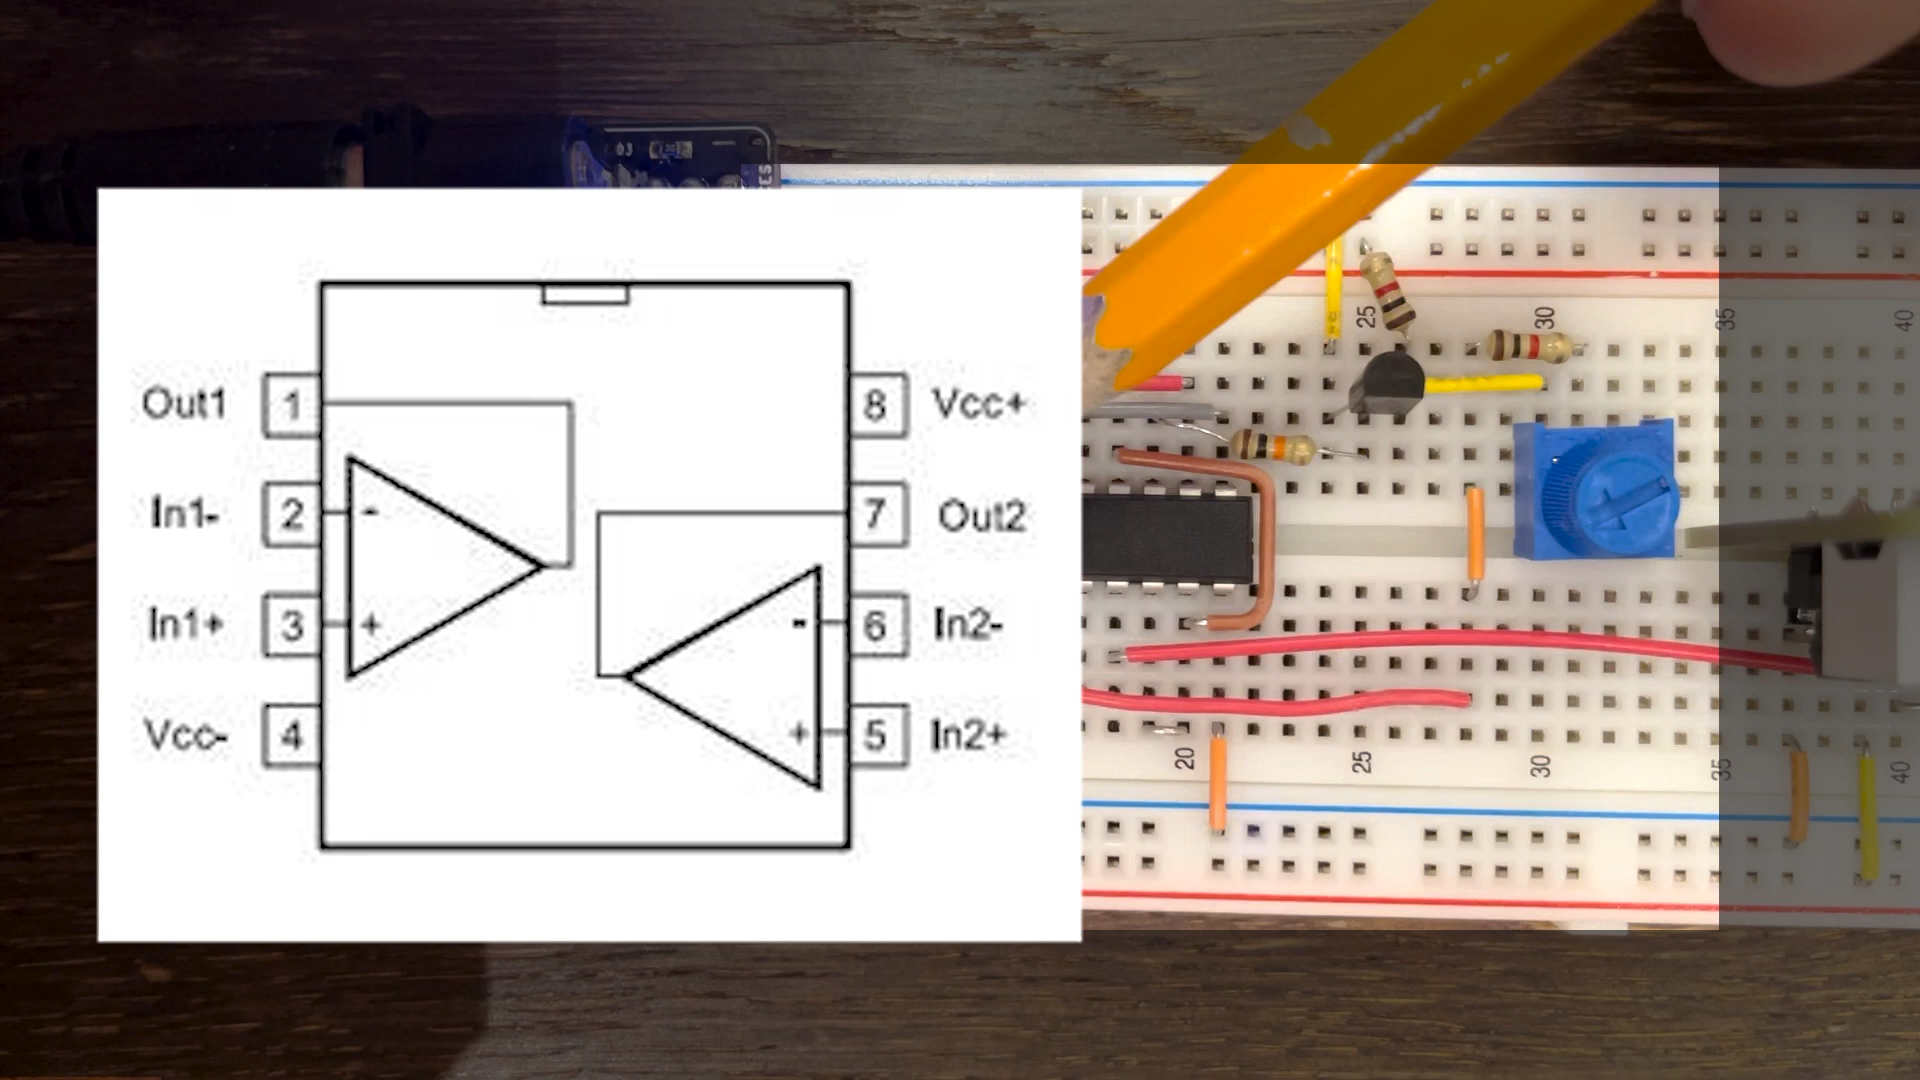 Out1 1 8 Vcc+
In1- 2 - 7 Out2
In1+ 3 + - 6 In2-
Vcc- 4 + 5 In2+
25 30 35 40
20 25 30 35 40